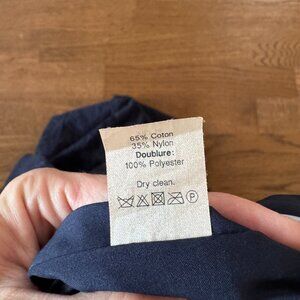 65% Coton
35% Nylon
Doublure:
100% Polyester
Dry clean.
P